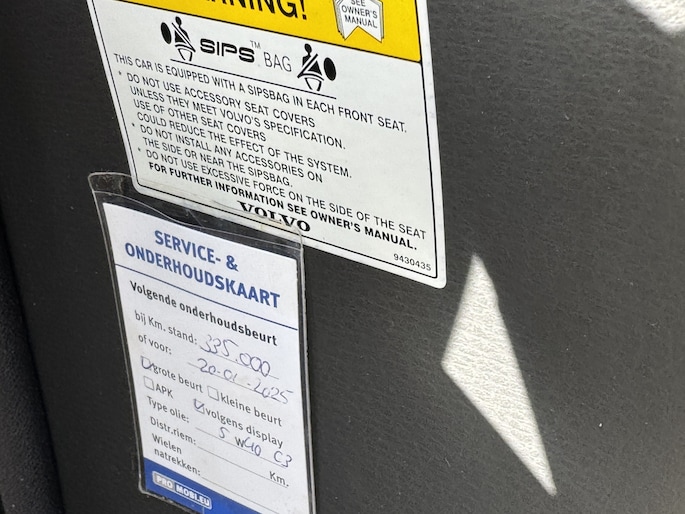 WARNING!
SEE
OWNER'S
MANUAL
SIPS™ BAG
THIS CAR IS EQUIPPED WITH A SIPSBAG IN EACH FRONT SEAT.
* DO NOT USE ACCESSORY SEAT COVERS
UNLESS THEY MEET VOLVO'S SPECIFICATION.
USE OF OTHER SEAT COVERS
COULD REDUCE THE EFFECT OF THE SYSTEM.
* DO NOT INSTALL ANY ACCESSORIES ON
THE SIDE OR NEAR THE SIPSBAG.
* DO NOT USE EXCESSIVE FORCE ON THE SIDE OF THE SEAT
FOR FURTHER INFORMATION SEE OWNER'S MANUAL.
VOLVO
9430435
SERVICE- &
ONDERHOUDSKAART
Volgende onderhoudsbeurt
bij Km. stand: 335.000
of voor: 20-01-2025
grote beurt kleine beurt
APK volgens display
Type olie: 5 W40 C3
Distr.riem: Km.
Wielen
natrekken:
PRO MOBI.EU